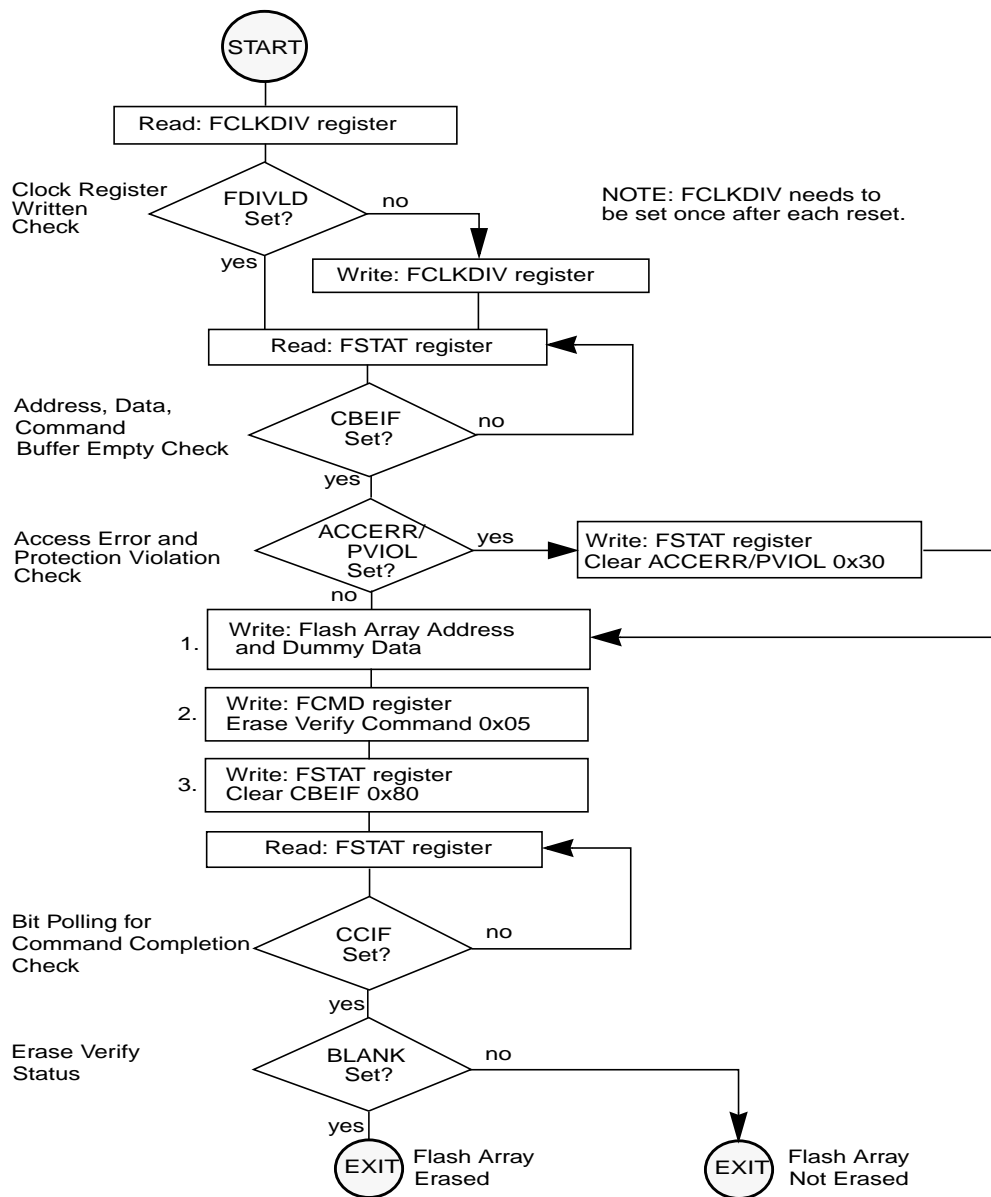 START
Read: FCLKDIV register
Clock Register
Written
Check
FDIVLD
Set?
no
yes
NOTE: FCLKDIV needs to
be set once after each reset.
Write: FCLKDIV register
Read: FSTAT register
Address, Data,
Command
Buffer Empty Check
CBEIF
Set?
no
yes
Access Error and
Protection Violation
Check
ACCERR/
PVIOL
Set?
yes
no
Write: FSTAT register
Clear ACCERR/PVIOL 0x30
1.
Write: Flash Array Address
and Dummy Data
2.
Write: FCMD register
Erase Verify Command 0x05
3.
Write: FSTAT register
Clear CBEIF 0x80
Read: FSTAT register
Bit Polling for
Command Completion
Check
CCIF
Set?
no
yes
Erase Verify
Status
BLANK
Set?
no
yes
EXIT
Flash Array
Erased
EXIT
Flash Array
Not Erased